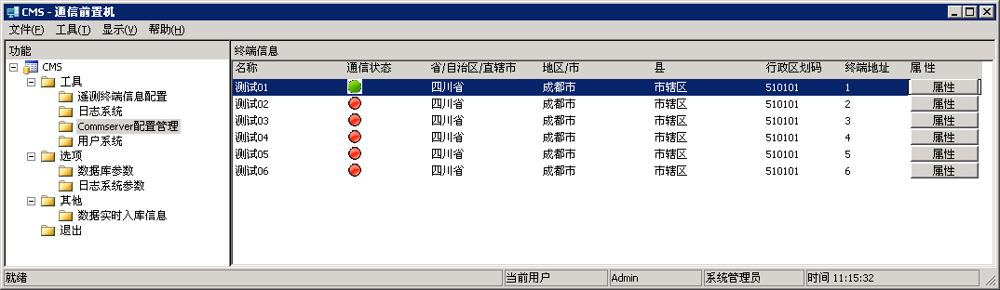 CMS - 通信前置机
文件(F) 工具(T) 显示(V) 帮助(H)
功能
CMS
工具
遥测终端信息配置
日志系统
Commserver配置管理
用户系统
选项
数据库参数
日志系统参数
其他
数据实时入库信息
退出
终端信息
名称 通信状态 省/自治区/直辖市 地区/市 县 行政区划码 终端地址 属性
测试01 四川省 成都市 市辖区 510101 1 属性
测试02 四川省 成都市 市辖区 510101 2 属性
测试03 四川省 成都市 市辖区 510101 3 属性
测试04 四川省 成都市 市辖区 510101 4 属性
测试05 四川省 成都市 市辖区 510101 5 属性
测试06 四川省 成都市 市辖区 510101 6 属性
就绪 当前用户 Admin 系统管理员 时间 11:15:32